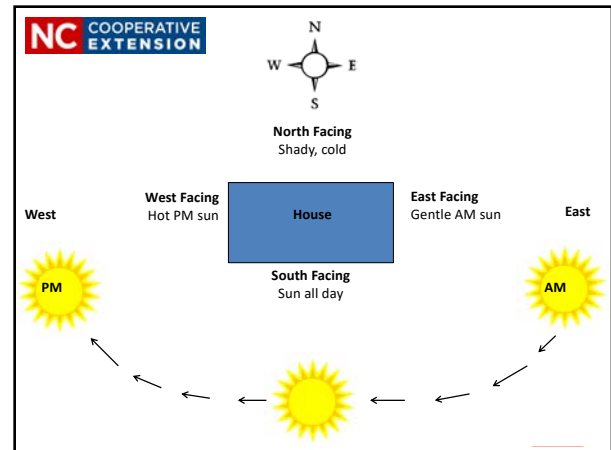 NC COOPERATIVE
EXTENSION
N
W E
S
North Facing
Shady, cold
West Facing
Hot PM sun
House
East Facing
Gentle AM sun
West
East
South Facing
Sun all day
PM
AM